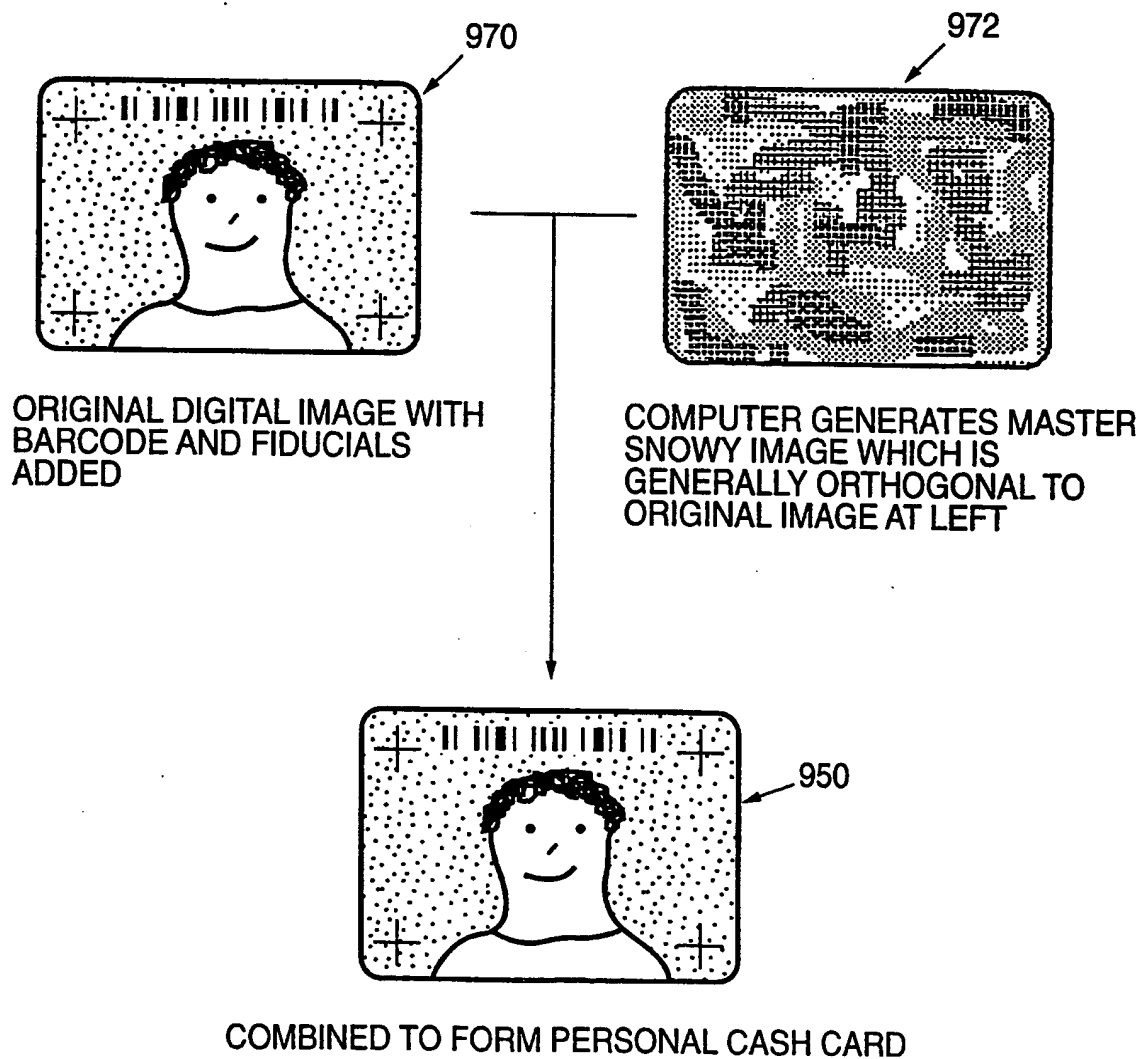 970
972
ORIGINAL DIGITAL IMAGE WITH
BARCODE AND FIDUCIALS
ADDED
COMPUTER GENERATES MASTER
SNOWY IMAGE WHICH IS
GENERALLY ORTHOGONAL TO
ORIGINAL IMAGE AT LEFT
950
COMBINED TO FORM PERSONAL CASH CARD